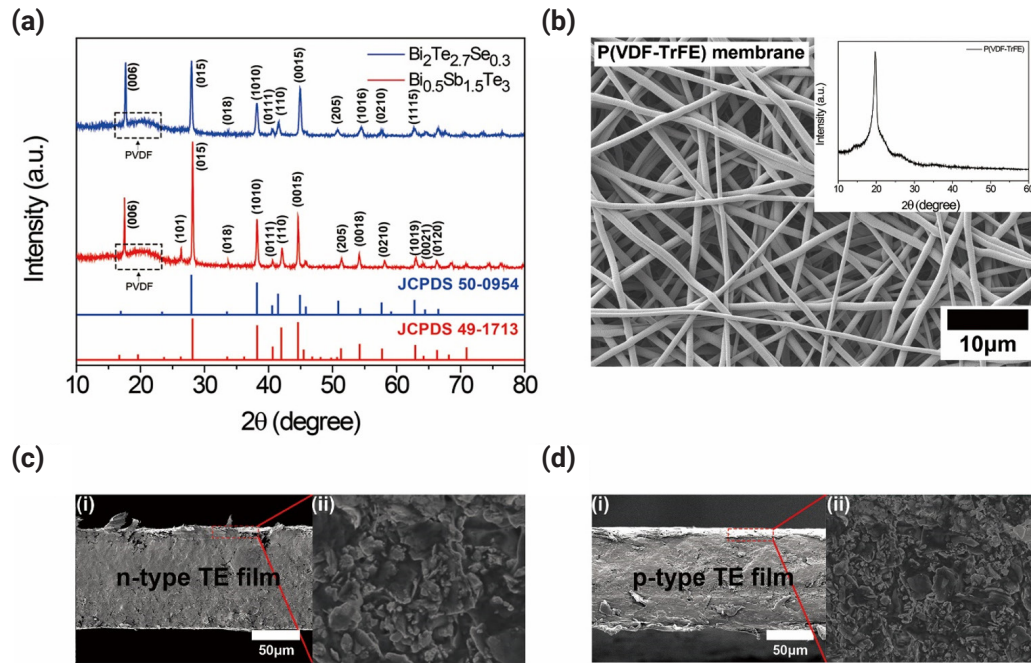 (a)
Bi2Te2.7Se0.3
Bi0.5Sb1.5Te3
(006)
(015)
(018)
(1010)
(0111)
(110)
(0015)
(205)
(1016)
(0210)
(1115)
PVDF
(006)
(101)
(015)
(018)
(1010)
(0111)
(110)
(0015)
(205)
(0018)
(0210)
(1019)
(0021)
(0120)
PVDF
JCPDS 50-0954
JCPDS 49-1713
Intensity (a.u.)
10 20 30 40 50 60 70 80
2θ (degree)
(b)
P(VDF-TrFE) membrane
P(VDF-TrFE)
Intensity (a.u.)
10 20 30 40 50 60
2θ (degree)
10μm
(c)
(i)
(ii)
n-type TE film
50μm
(d)
(i)
(ii)
p-type TE film
50μm